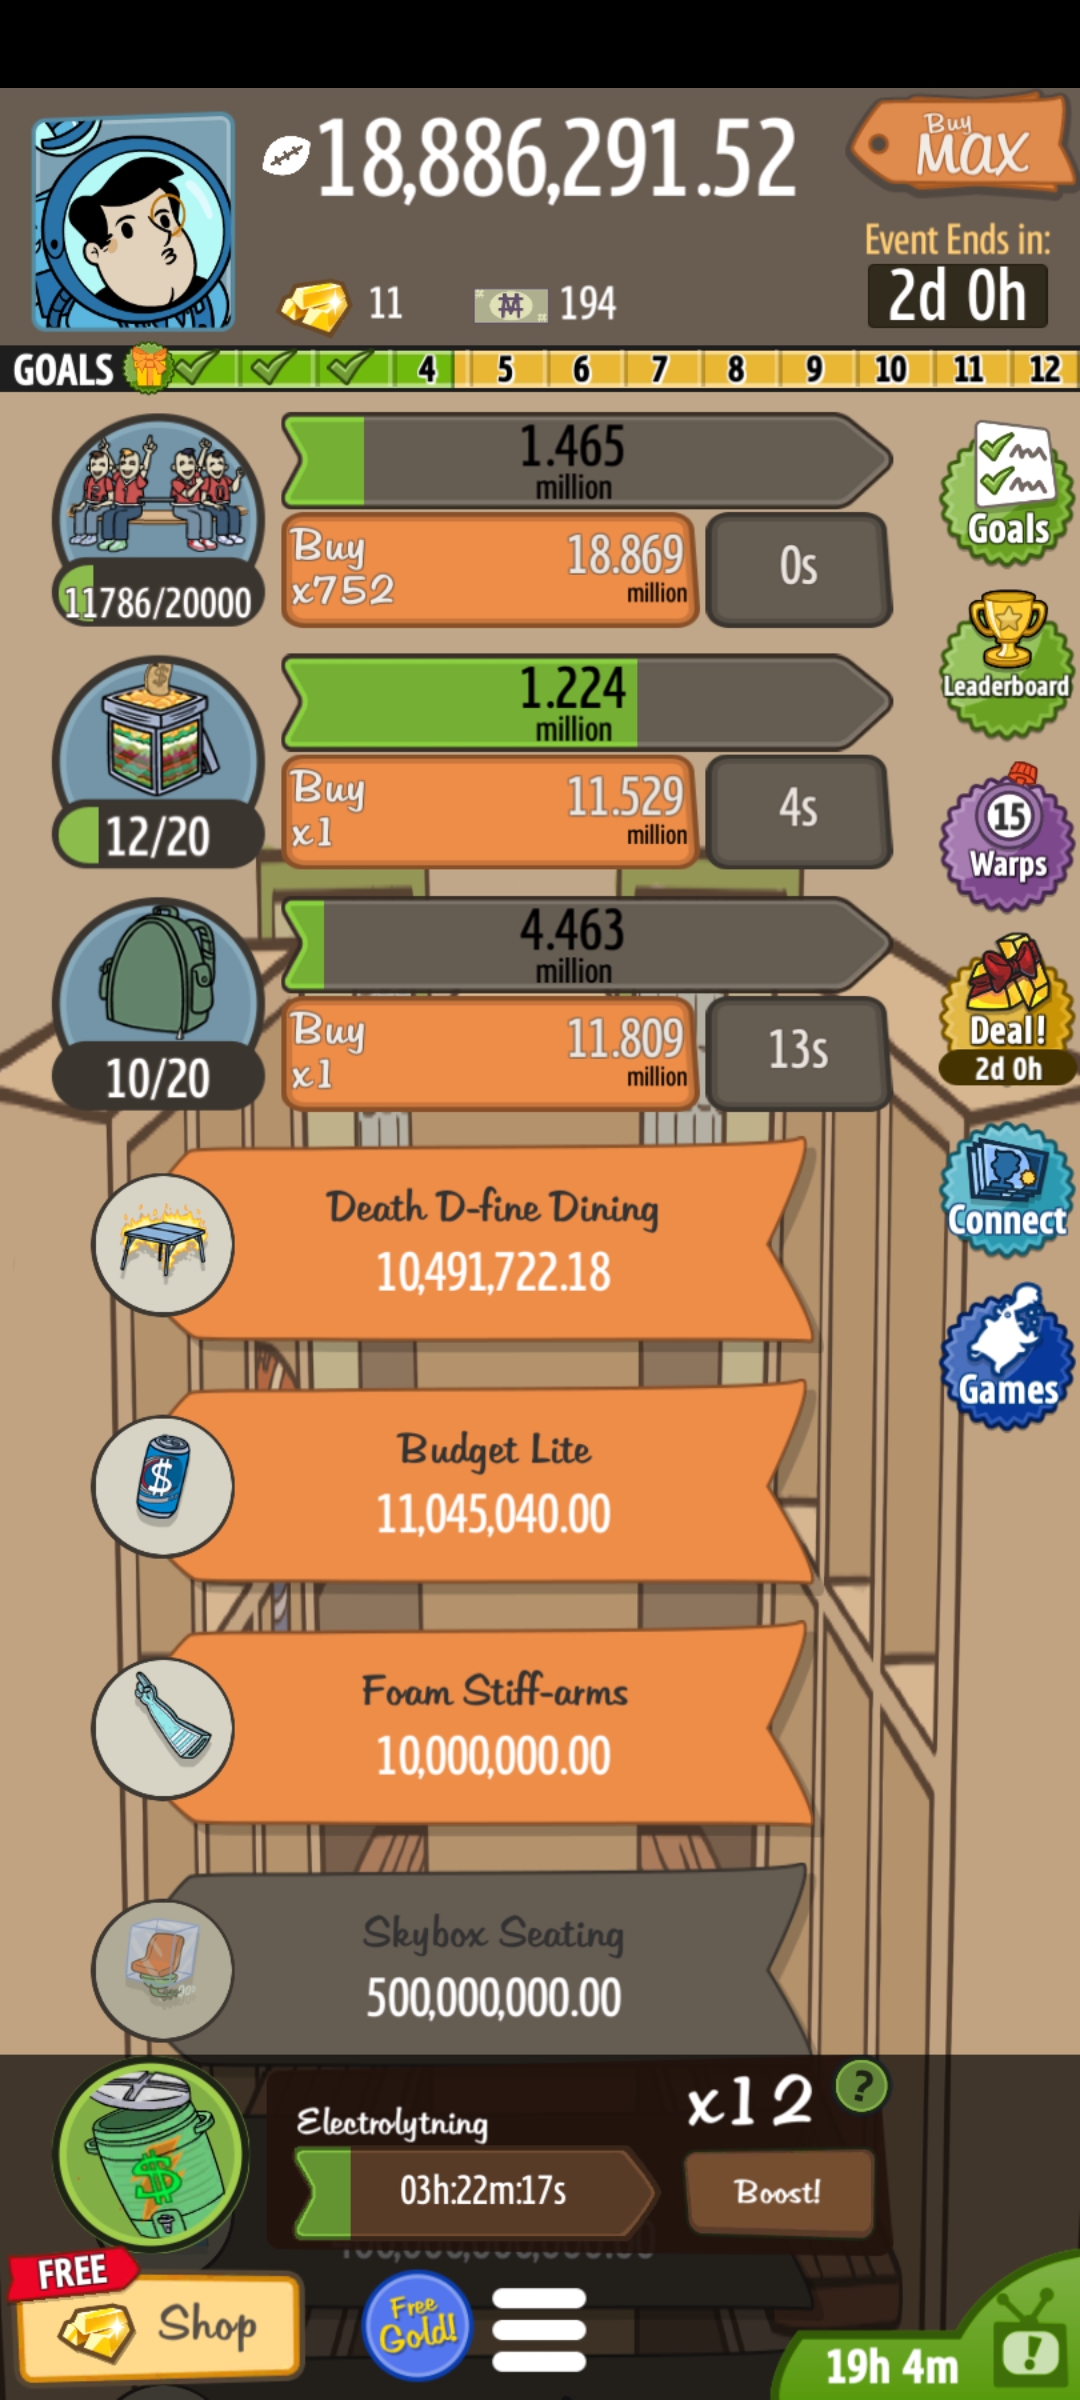 18,886,291.52
Buy
MAX
Event Ends in:
2d 0h
11
194
GOALS 4 5 6 7 8 9 10 11 12
1.465
million
Buy
x752
18.869
million
0s
11786/20000
Goals
Leaderboard
1.224
million
Buy
x1
11.529
million
4s
12/20
15
Warps
4.463
million
Buy
x1
11.809
million
13s
10/20
Deal!
2d 0h
Death D-fine Dining
10,491,722.18
Connect
Games
Budget Lite
11,045,040.00
Foam Stiff-arms
10,000,000.00
Skybox Seating
500,000,000.00
Electrolytning
x12
?
03h:22m:17s
Boost!
FREE
Shop
Free
Gold!
19h 4m